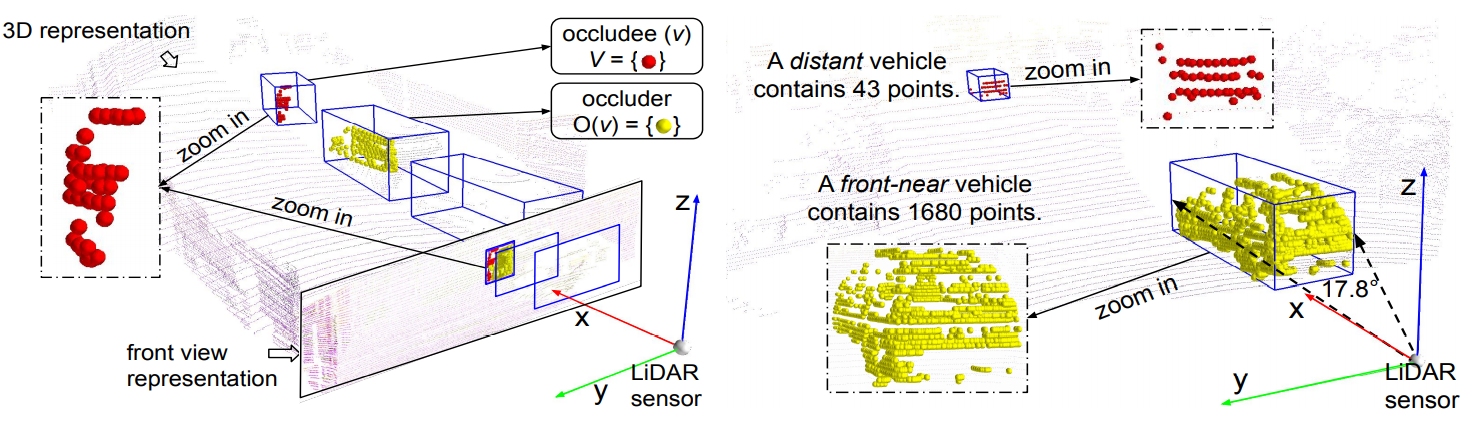 3D representation
occludee (v)
V = { }
occluder
O(v) = { }
zoom in
zoom in
front view
representation
z
x
y
LiDAR
sensor
A distant vehicle
contains 43 points.
zoom in
A front-near vehicle
contains 1680 points.
zoom in
z
17.8°
x
y
LiDAR
sensor